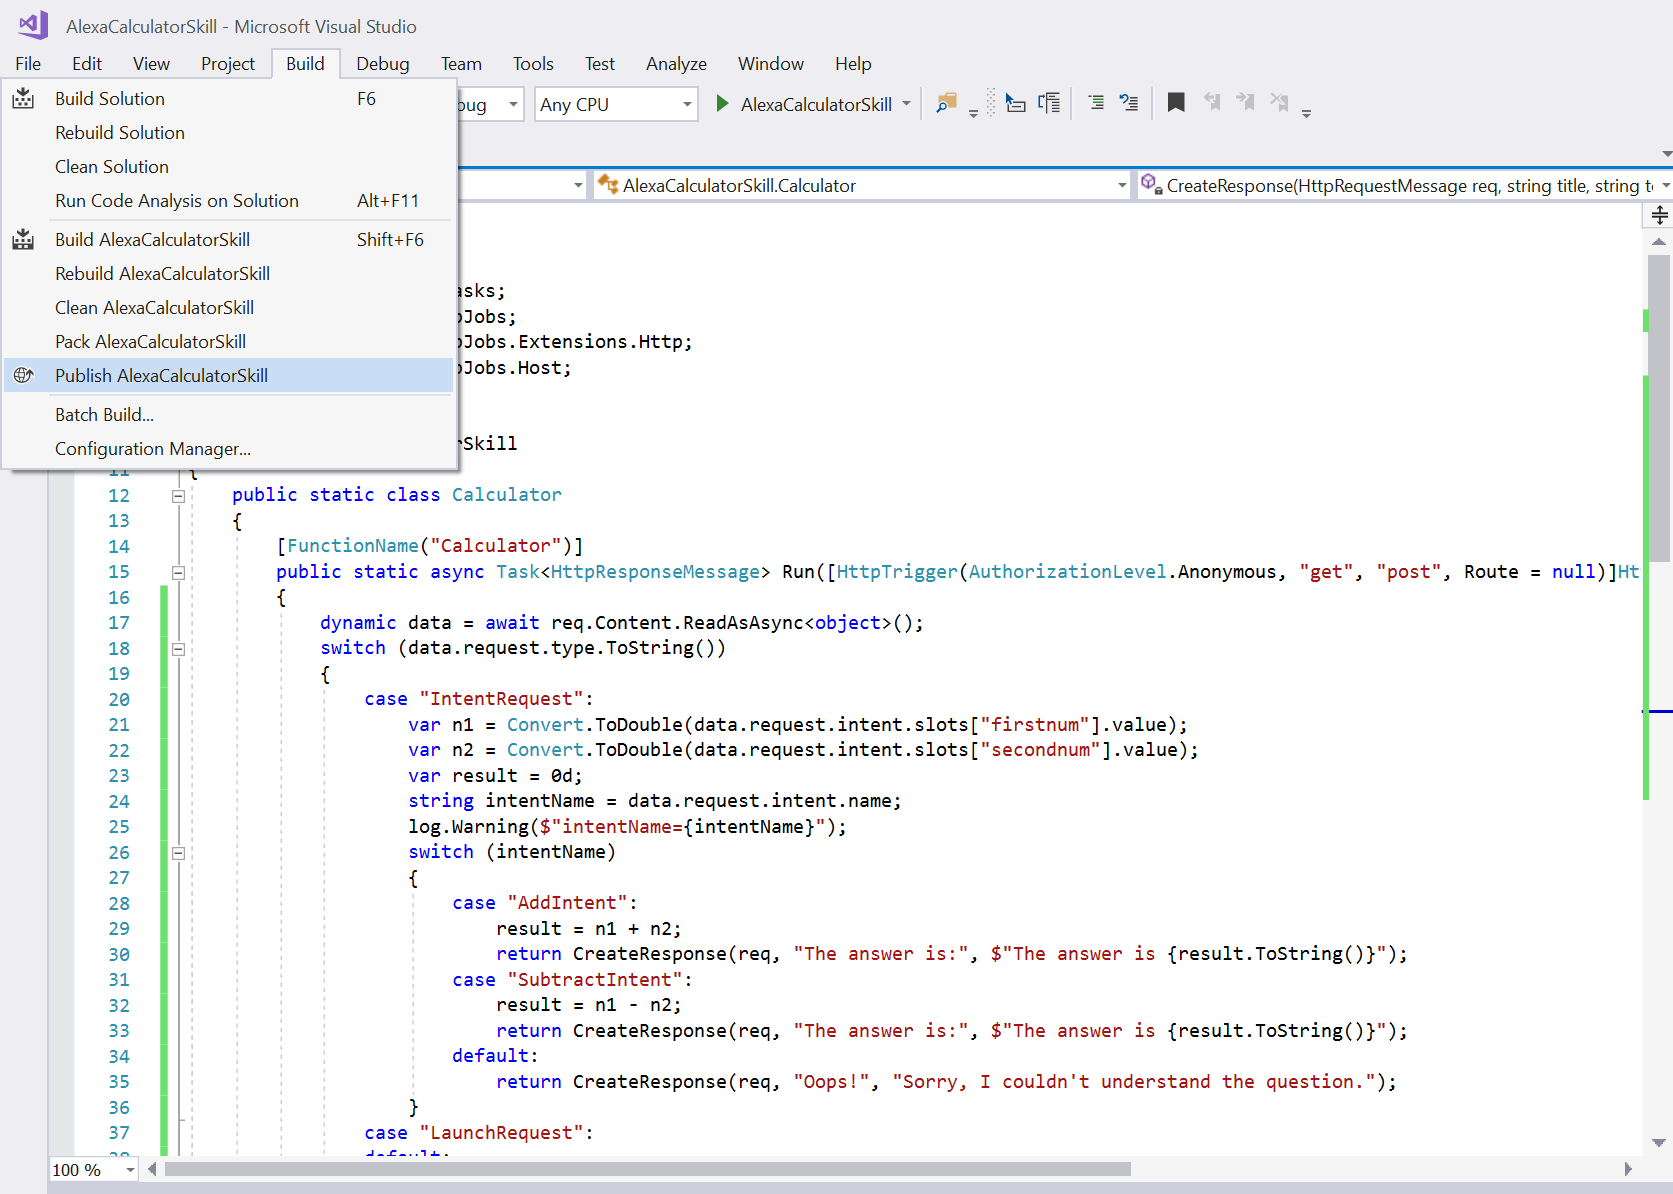 AlexaCalculatorSkill - Microsoft Visual Studio
File Edit View Project Build Debug Team Tools Test Analyze Window Help
Build Solution F6
Rebuild Solution
Clean Solution
Run Code Analysis on Solution Alt+F11
Build AlexaCalculatorSkill Shift+F6
Rebuild AlexaCalculatorSkill
Clean AlexaCalculatorSkill
Pack AlexaCalculatorSkill
Publish AlexaCalculatorSkill
Batch Build...
Configuration Manager...
bug Any CPU AlexaCalculatorSkill
AlexaCalculatorSkill.Calculator CreateResponse(HttpRequestMessage req, string title, string t
asks;
bJobs;
bJobs.Extensions.Http;
bJobs.Host;
rSkill
11 {
12 public static class Calculator
13 {
14 [FunctionName("Calculator")]
15 public static async Task<HttpResponseMessage> Run([HttpTrigger(AuthorizationLevel.Anonymous, "get", "post", Route = null)]Ht
16 {
17 dynamic data = await req.Content.ReadAsAsync<object>();
18 switch (data.request.type.ToString())
19 {
20 case "IntentRequest":
21 var n1 = Convert.ToDouble(data.request.intent.slots["firstnum"].value);
22 var n2 = Convert.ToDouble(data.request.intent.slots["secondnum"].value);
23 var result = 0d;
24 string intentName = data.request.intent.name;
25 log.Warning($"intentName={intentName}");
26 switch (intentName)
27 {
28 case "AddIntent":
29 result = n1 + n2;
30 return CreateResponse(req, "The answer is:", $"The answer is {result.ToString()}");
31 case "SubtractIntent":
32 result = n1 - n2;
33 return CreateResponse(req, "The answer is:", $"The answer is {result.ToString()}");
34 default:
35 return CreateResponse(req, "Oops!", "Sorry, I couldn't understand the question.");
36 }
37 case "LaunchRequest":
38 default:
100 %